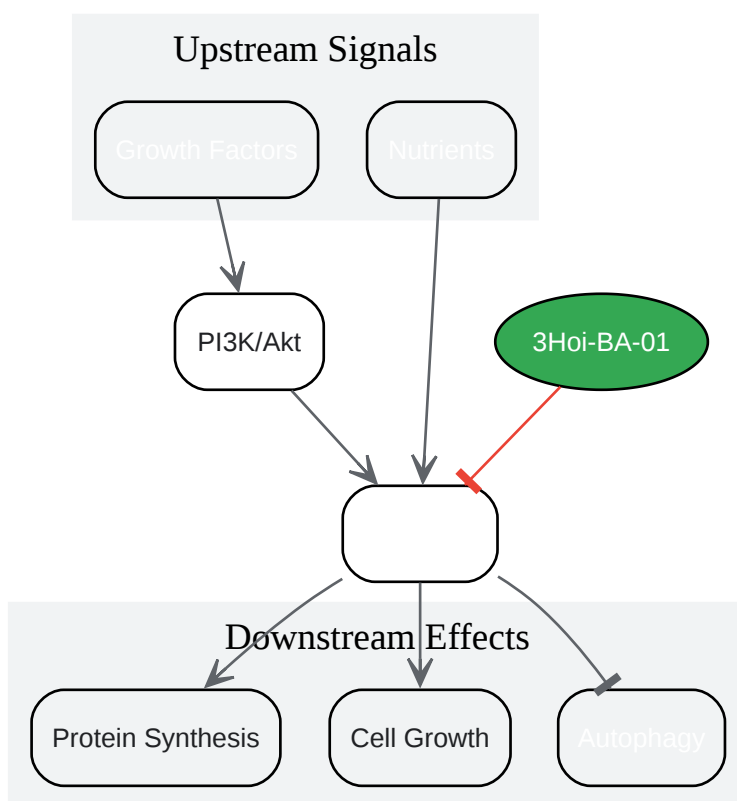 Upstream Signals
Growth Factors
Nutrients
PI3K/Akt
3Hoi-BA-01
Downstream Effects
Protein Synthesis
Cell Growth
Autophagy